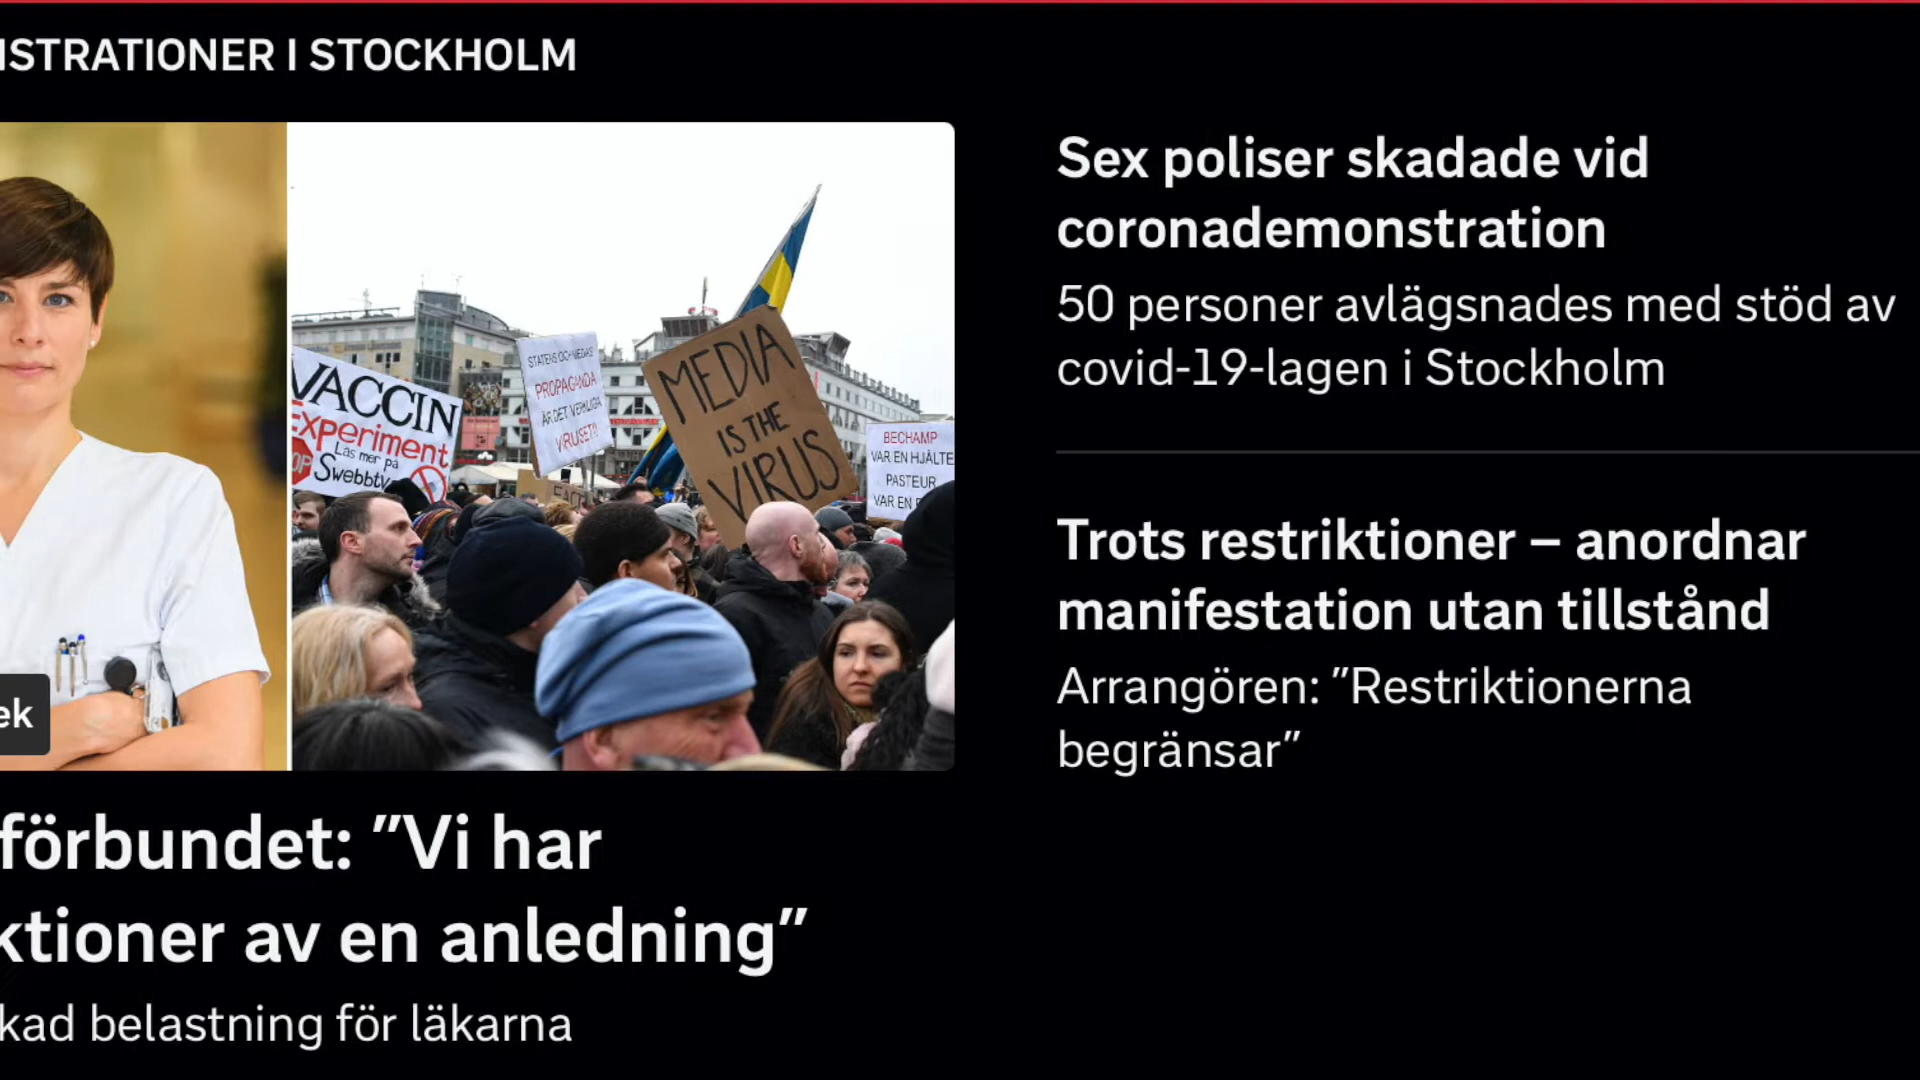 ISTRATIONER I STOCKHOLM
VACCIN
Experiment
Läs mer på
Swebbtv
STATENS OCH MEDIAS
PROPAGANDA
ÄR DET VERKLIGA
VIRUSET!!
MEDIA
IS THE
VIRUS
BECHAMP
VAR EN HJÄLTE
PASTEUR
VAR EN
ek
förbundet: ”Vi har
ktioner av en anledning”
kad belastning för läkarna
Sex poliser skadade vid
coronademonstration
50 personer avlägsnades med stöd av
covid-19-lagen i Stockholm
Trots restriktioner – anordnar
manifestation utan tillstånd
Arrangören: ”Restriktionerna
begränsar”